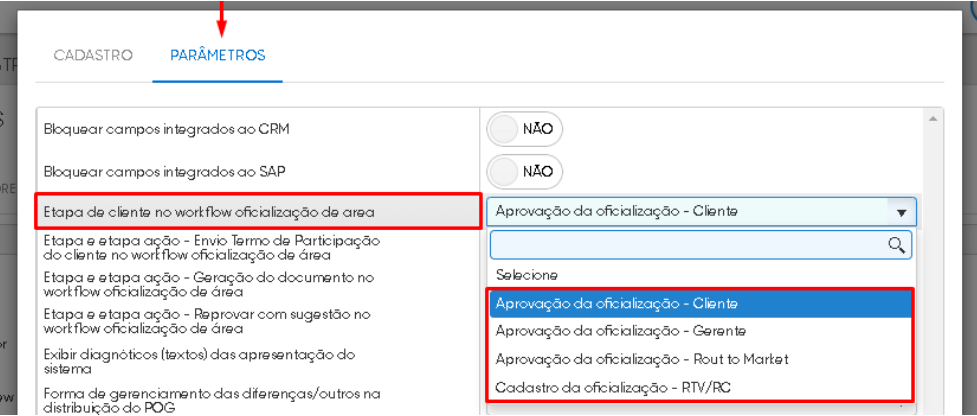 CADASTRO PARÂMETROS
Bloquear campos integrados ao CRM NÃO
Bloquear campos integrados ao SAP NÃO
Etapa de cliente no workflow oficialização de area Aprovação da oficialização - Cliente
Etapa e etapa ação - Envio Termo de Participação
do cliente no workflow oficialização de área
Etapa e etapa ação - Geração do documento no
workflow oficialização de área
Etapa e etapa ação - Reprovar com sugestão no
workflow oficialização de área
Exibir diagnóticos (textos) das apresentação do
sistema
Forma de gerenciamento das diferenças/outros na
distribuição do POG
Selecione
Aprovação da oficialização - Cliente
Aprovação da oficialização - Gerente
Aprovação da oficialização - Rout to Market
Cadastro da oficialização - RTV/RC